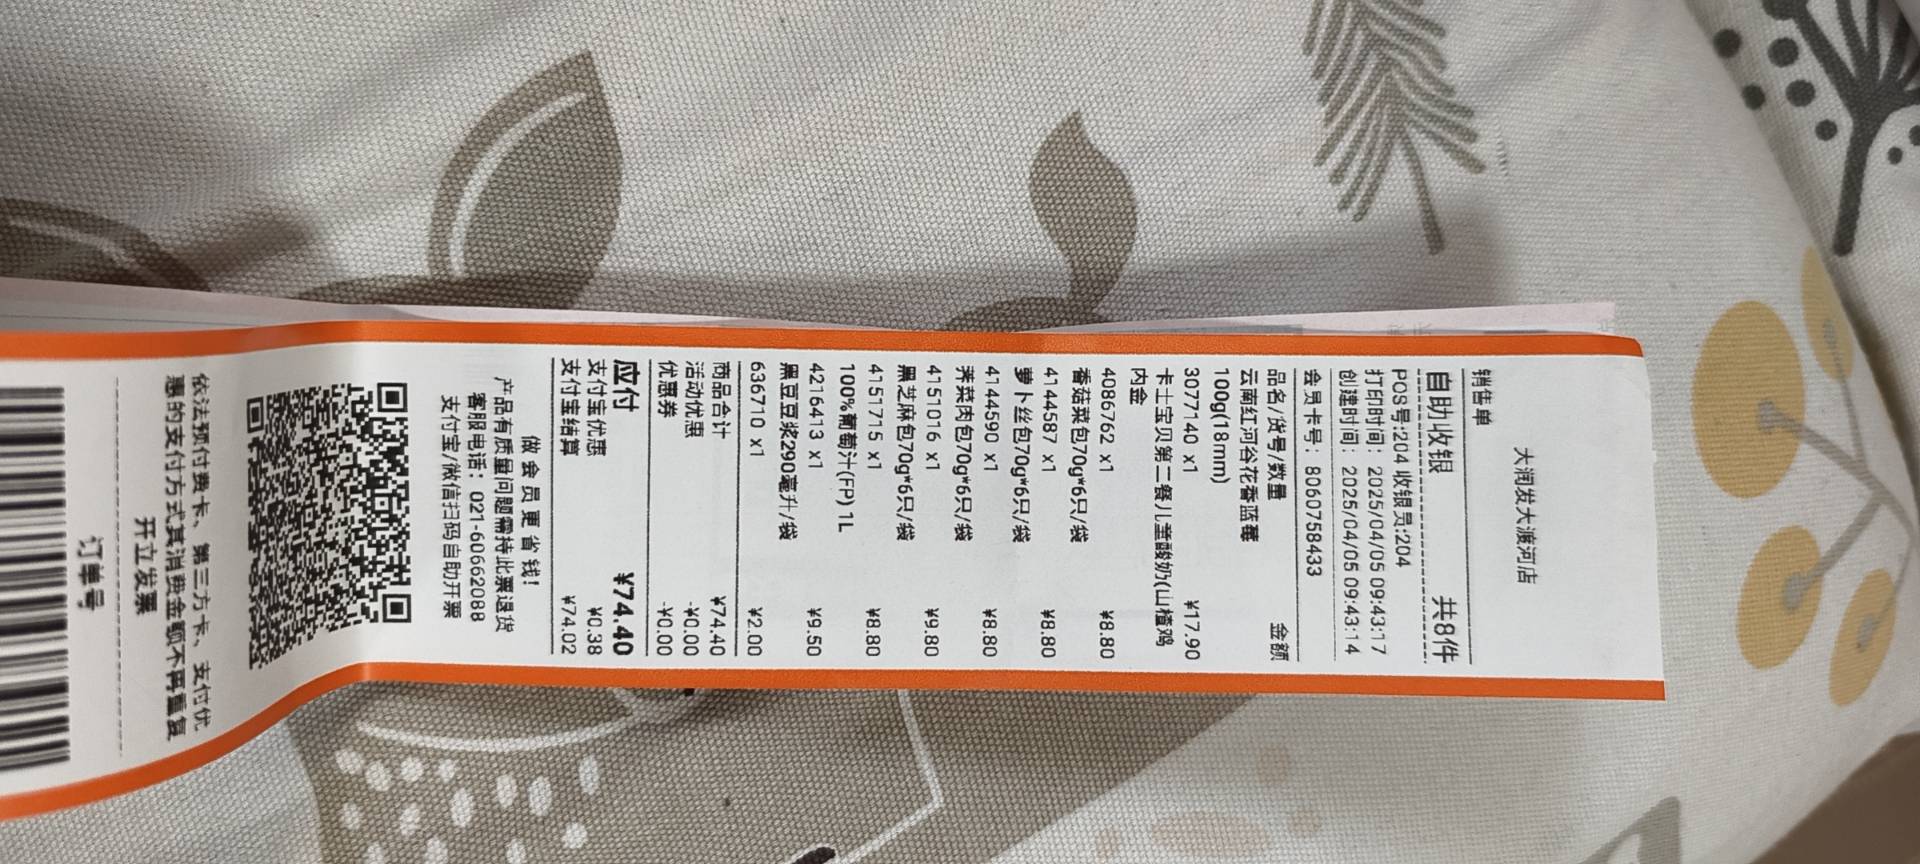 大润发大渡河店
销售单
自助收银 共8件
POS号:204 收银员:204
打印时间：2025/04/05 09:43:17
创建时间：2025/04/05 09:43:14
会员卡号：8060758433
品名/货号/数量 金额
云南红河谷花香蓝莓
100g(18mm)
3077140 x1 ¥17.90
卡士宝贝第二餐儿童酸奶(山楂鸡
内金
4086762 x1 ¥8.80
香菇菜包70g*6只/袋
4144587 x1 ¥8.80
萝卜丝包70g*6只/袋
4144590 x1 ¥8.80
荠菜肉包70g*6只/袋
4151016 x1 ¥9.80
黑芝麻包70g*6只/袋
4151715 x1 ¥8.80
100%葡萄汁(FP) 1L
4216413 x1 ¥9.50
黑豆豆浆290毫升/袋
636710 x1 ¥2.00
商品合计 ¥74.40
活动优惠 -¥0.00
优惠券 -¥0.00
应付 ¥74.40
支付宝优惠 ¥0.38
支付宝结算 ¥74.02
做会员更省钱！
产品有质量问题需持此票退货
客服电话：021-60662088
支付宝/微信扫码自助开票
依法预付费卡、第三方卡、支付优
惠的支付方式其消费金额不再重复
开立发票
订单号